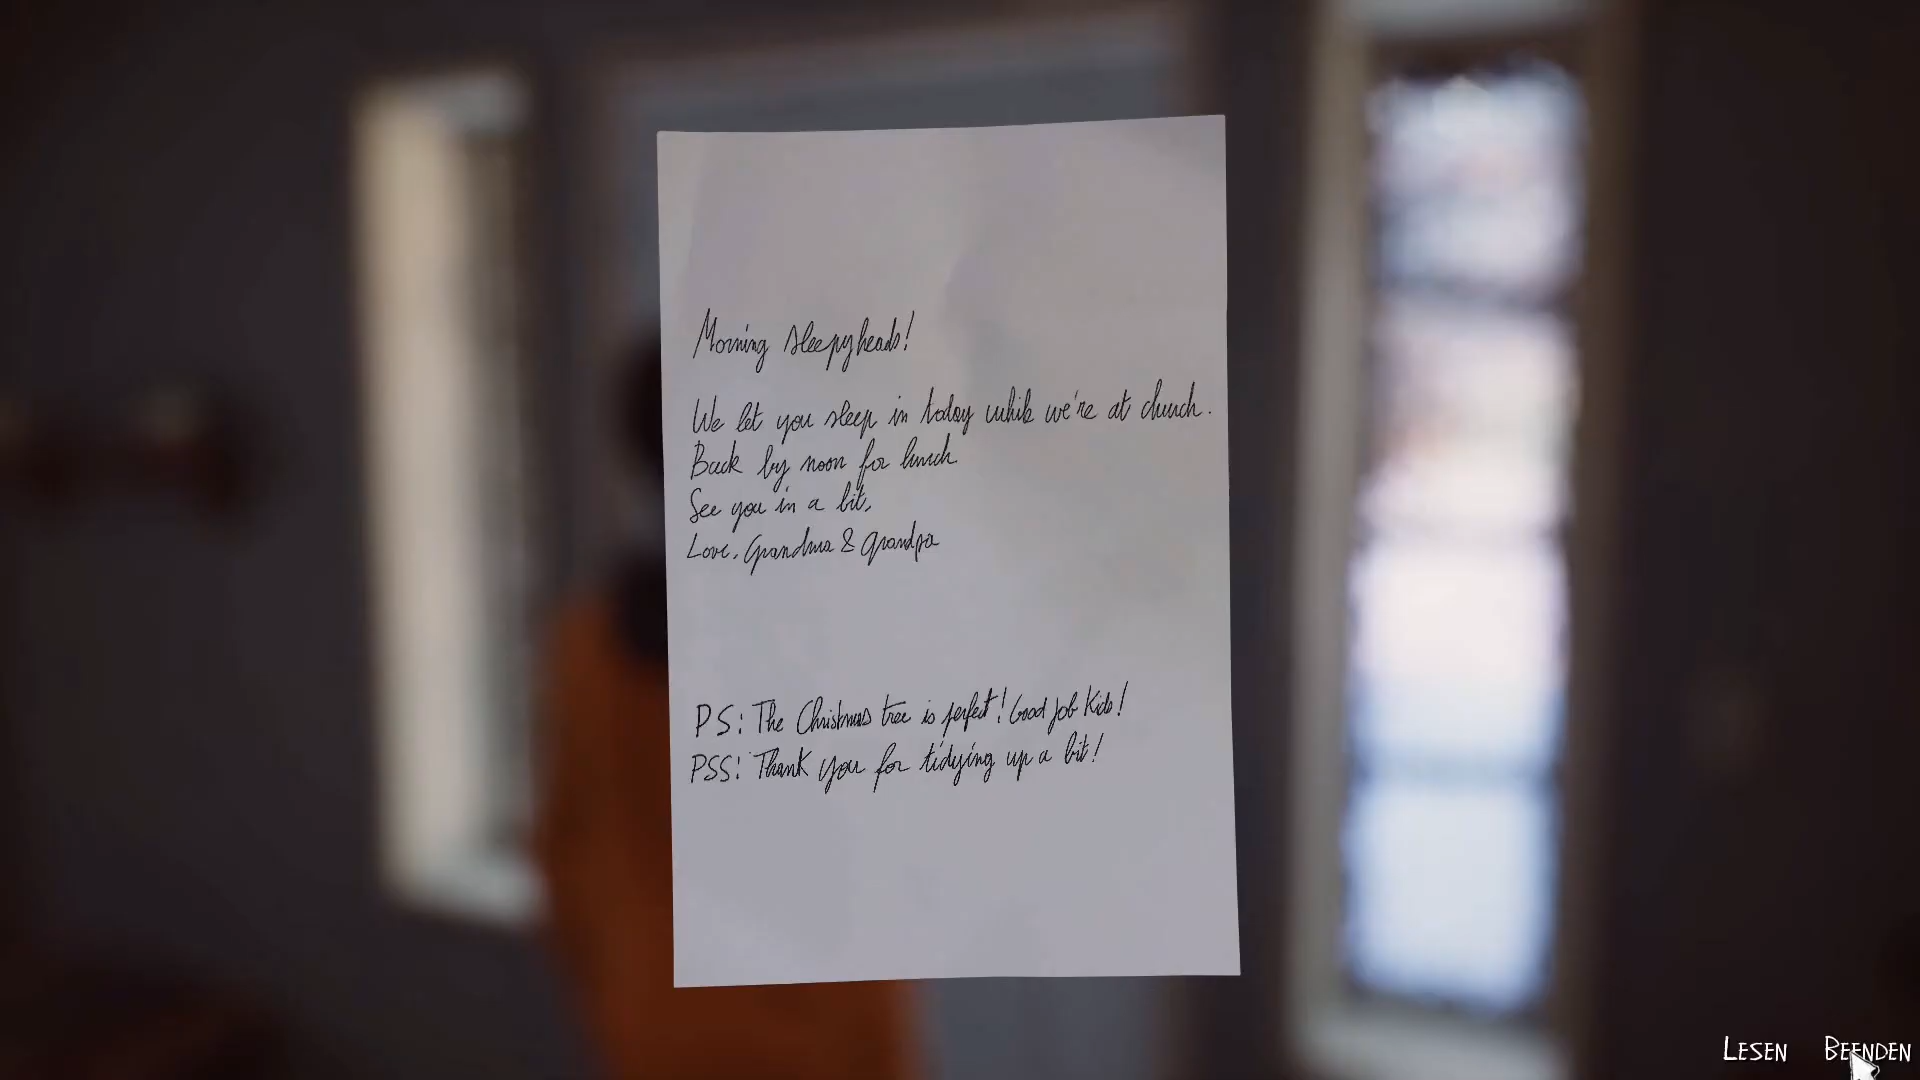 Morning sleepyheads!
We let you sleep in today while we're at church.
Back by noon for lunch
See you in a bit,
Love, Grandma & Grandpa
PS: The Christmas tree is perfect! Good job Kids!
PSS: Thank you for tidying up a bit!
LESEN BEENDEN